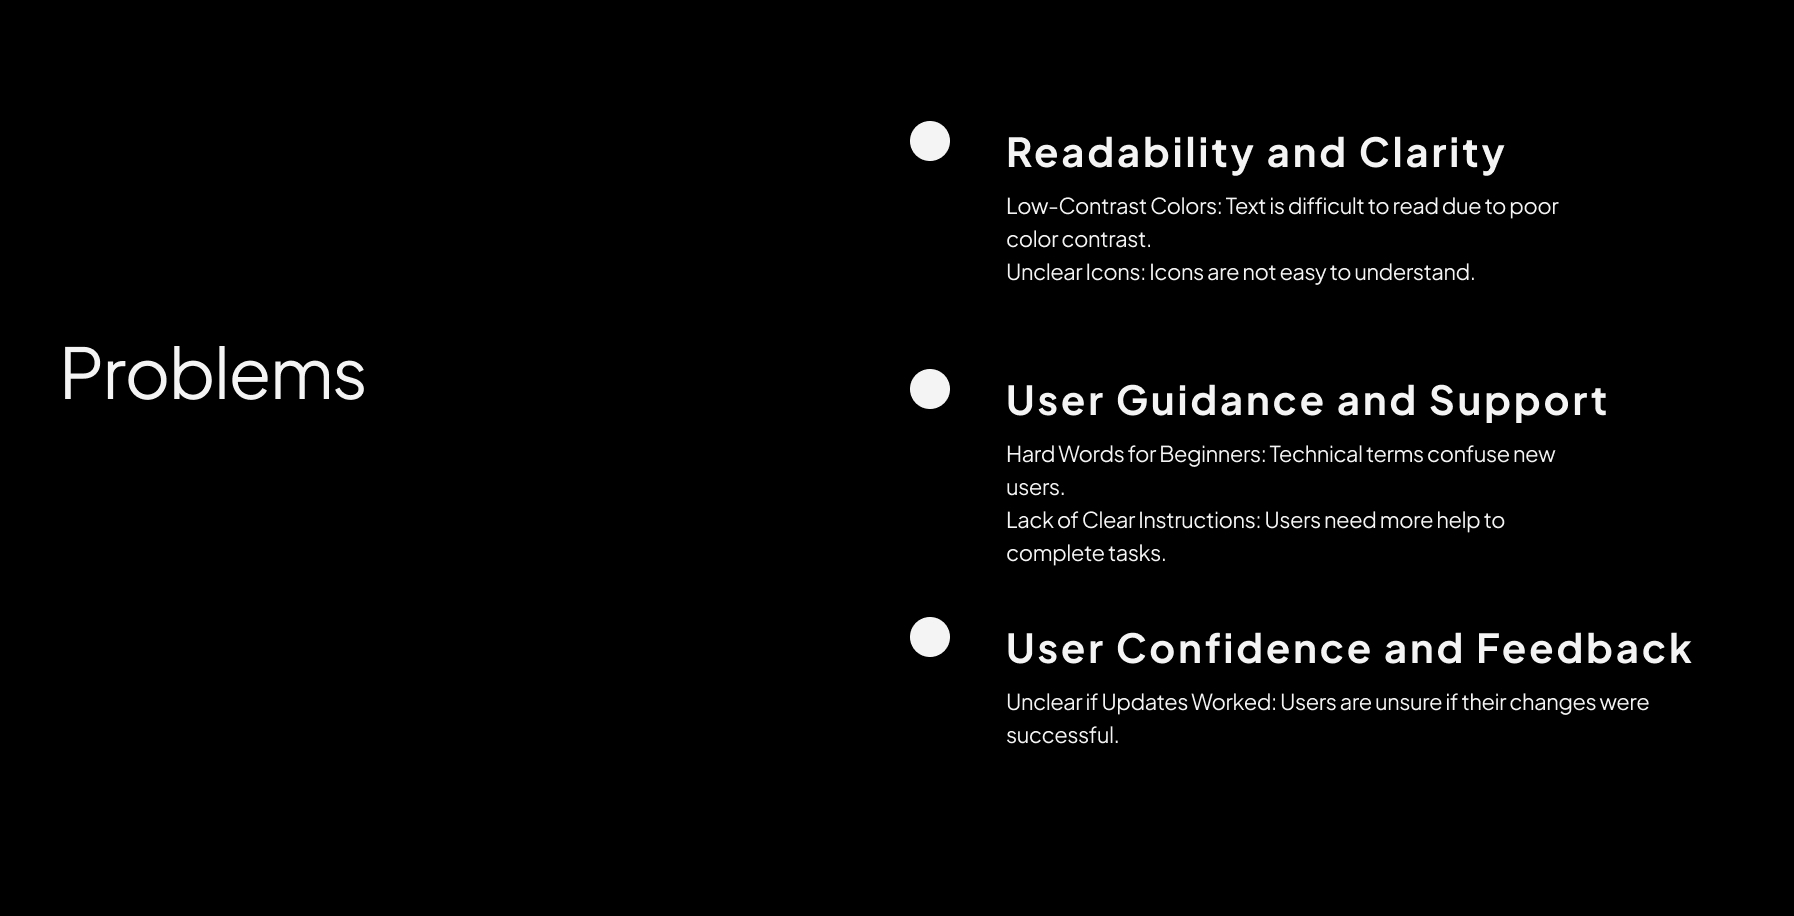 Problems
Readability and Clarity
Low-Contrast Colors: Text is difficult to read due to poor
color contrast.
Unclear Icons: Icons are not easy to understand.
User Guidance and Support
Hard Words for Beginners: Technical terms confuse new
users.
Lack of Clear Instructions: Users need more help to
complete tasks.
User Confidence and Feedback
Unclear if Updates Worked: Users are unsure if their changes were
successful.